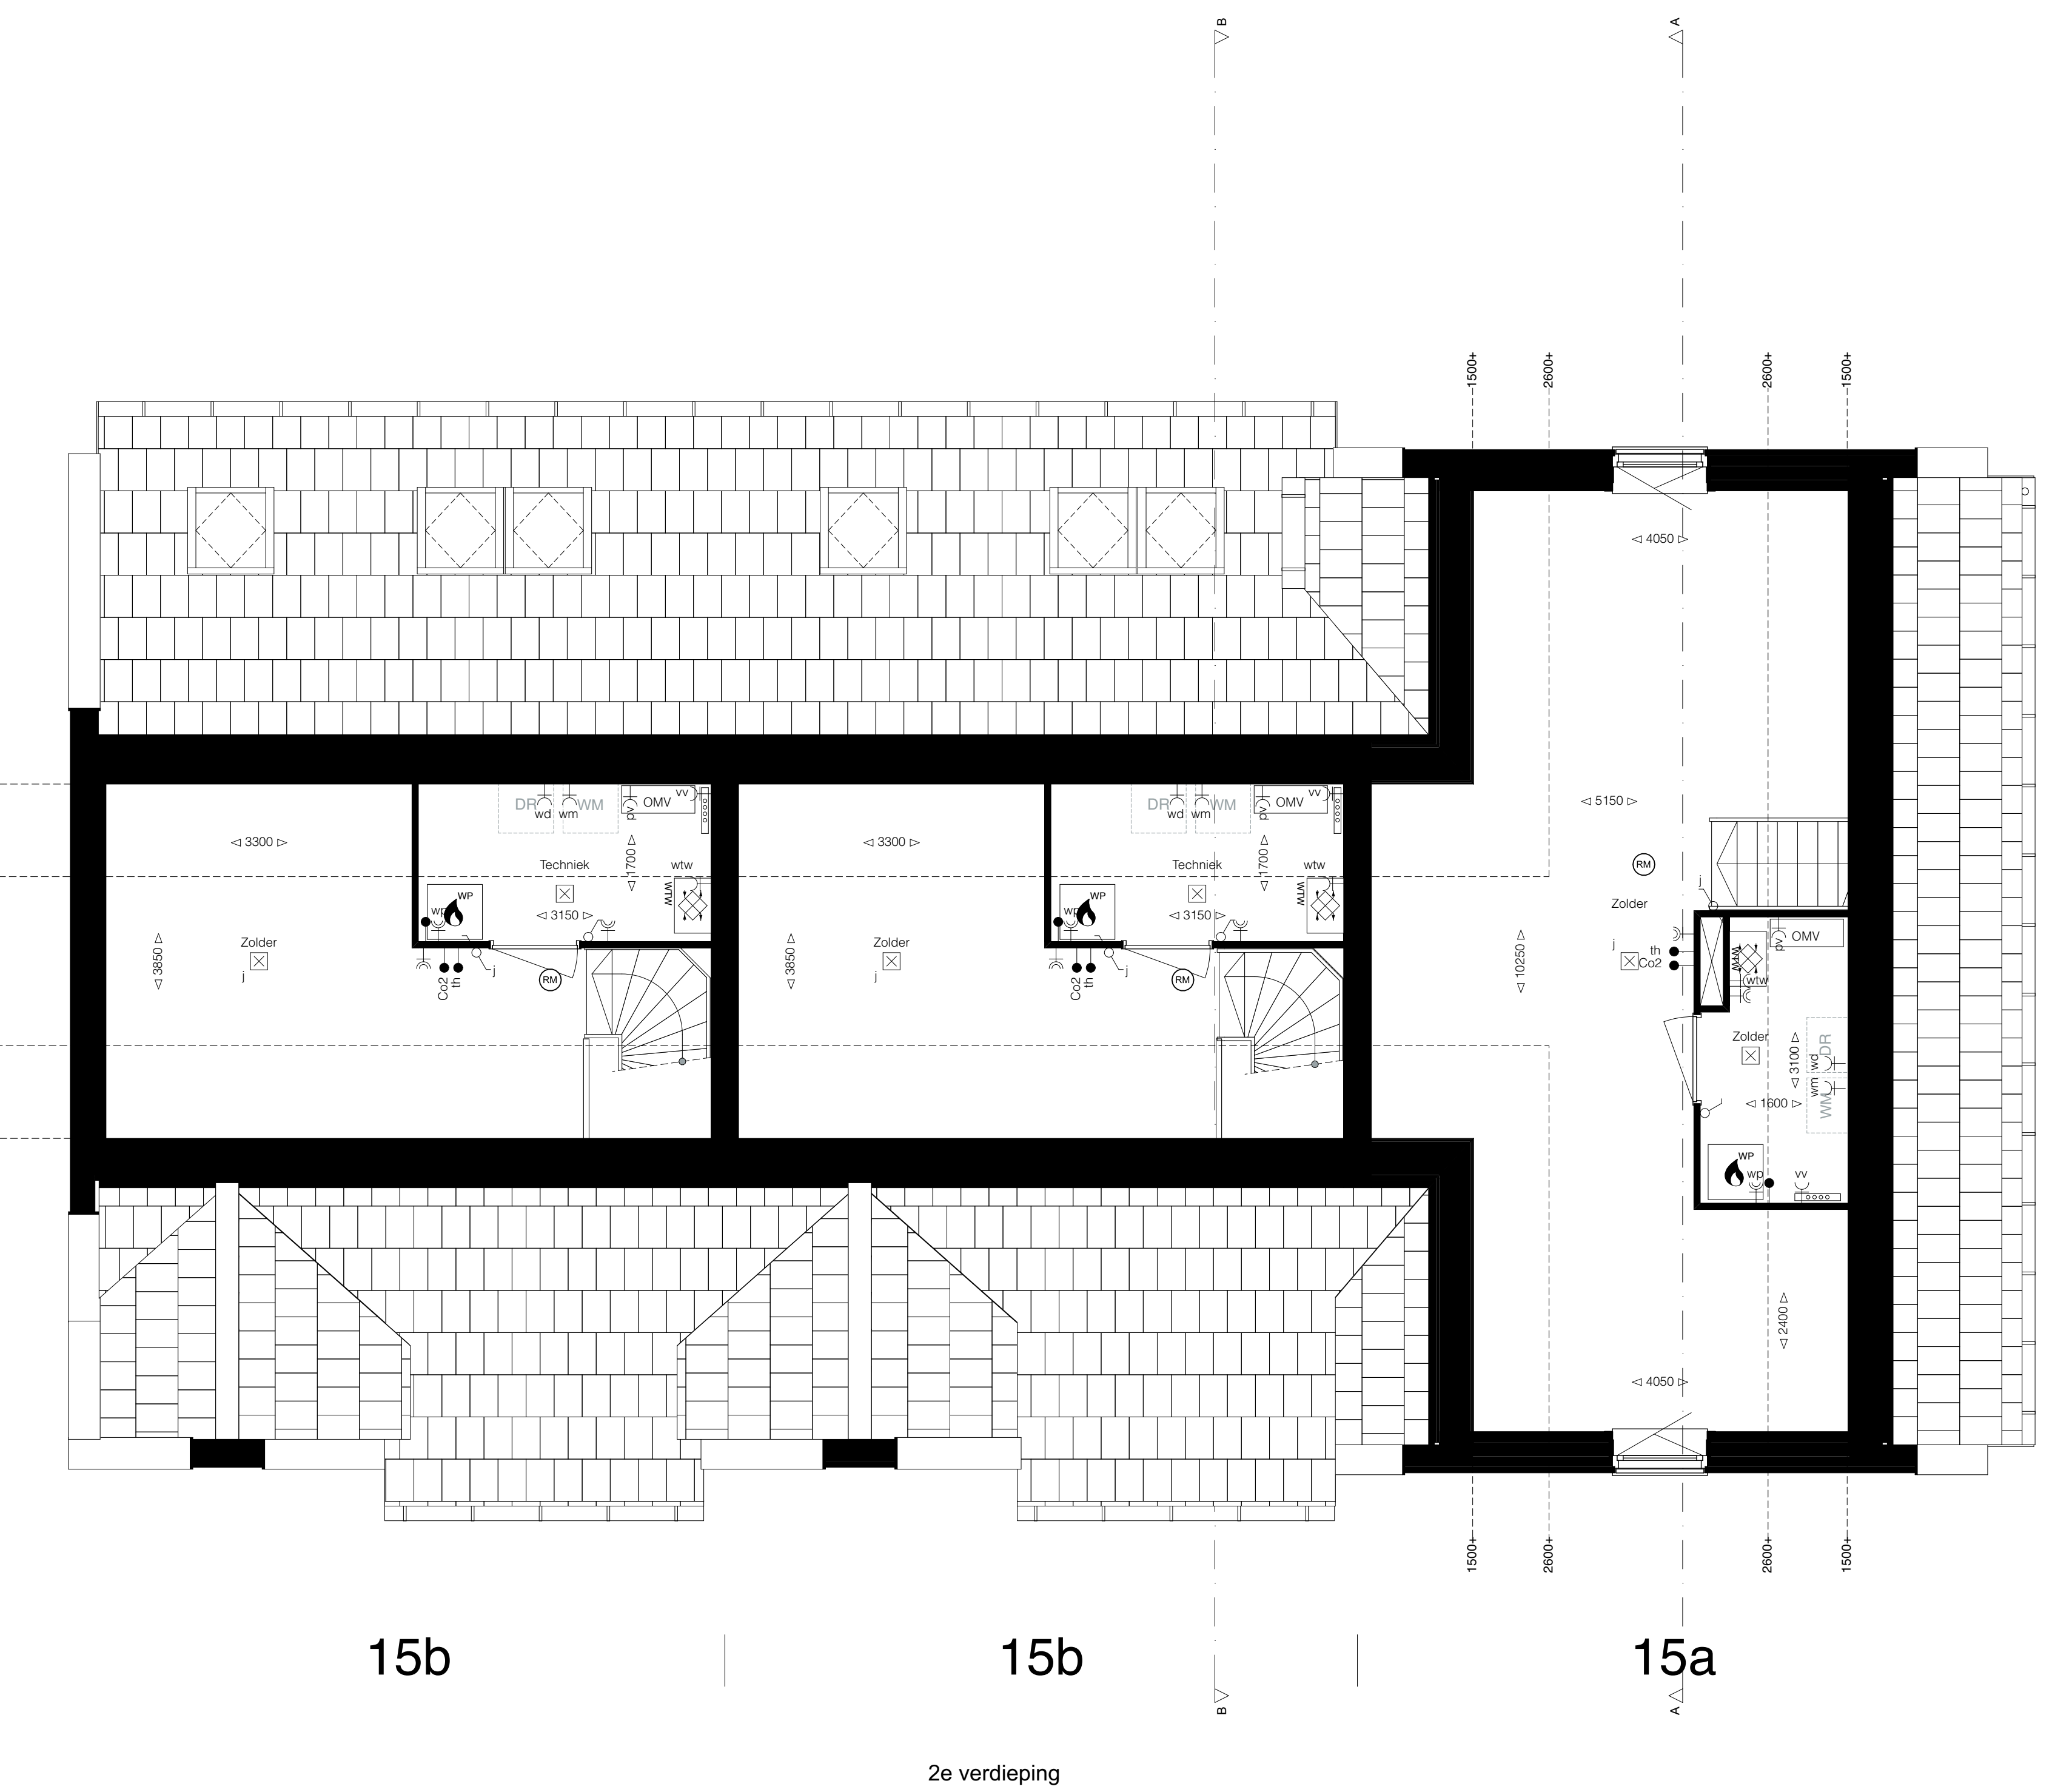 B
A
1500+
2600+
2600+
1500+
4050
5150
3300
DR
WM
wd
wm
pv
OMV
vv
1700
Techniek
wtw
WTW
WP
wp
3150
Zolder
j
3850
Co2
th
j
RM
3300
DR
WM
wd
wm
pv
OMV
vv
1700
Techniek
wtw
WTW
WP
wp
3150
Zolder
j
3850
Co2
th
j
RM
RM
j
Zolder
j
th
Co2
10250
pv
OMV
WTW
wtw
Zolder
3100
DR
wd
wm
WM
1600
WP
wp
vv
2400
4050
1500+
2600+
2600+
1500+
15b
15b
15a
B
A
2e verdieping